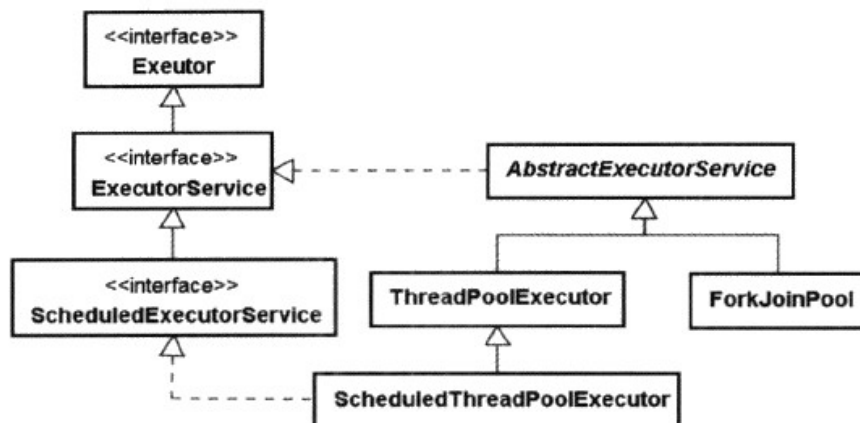 <<interface>>
Exeutor
<<interface>>
ExecutorService
AbstractExecutorService
<<interface>>
ScheduledExecutorService
ThreadPoolExecutor
ForkJoinPool
ScheduledThreadPoolExecutor